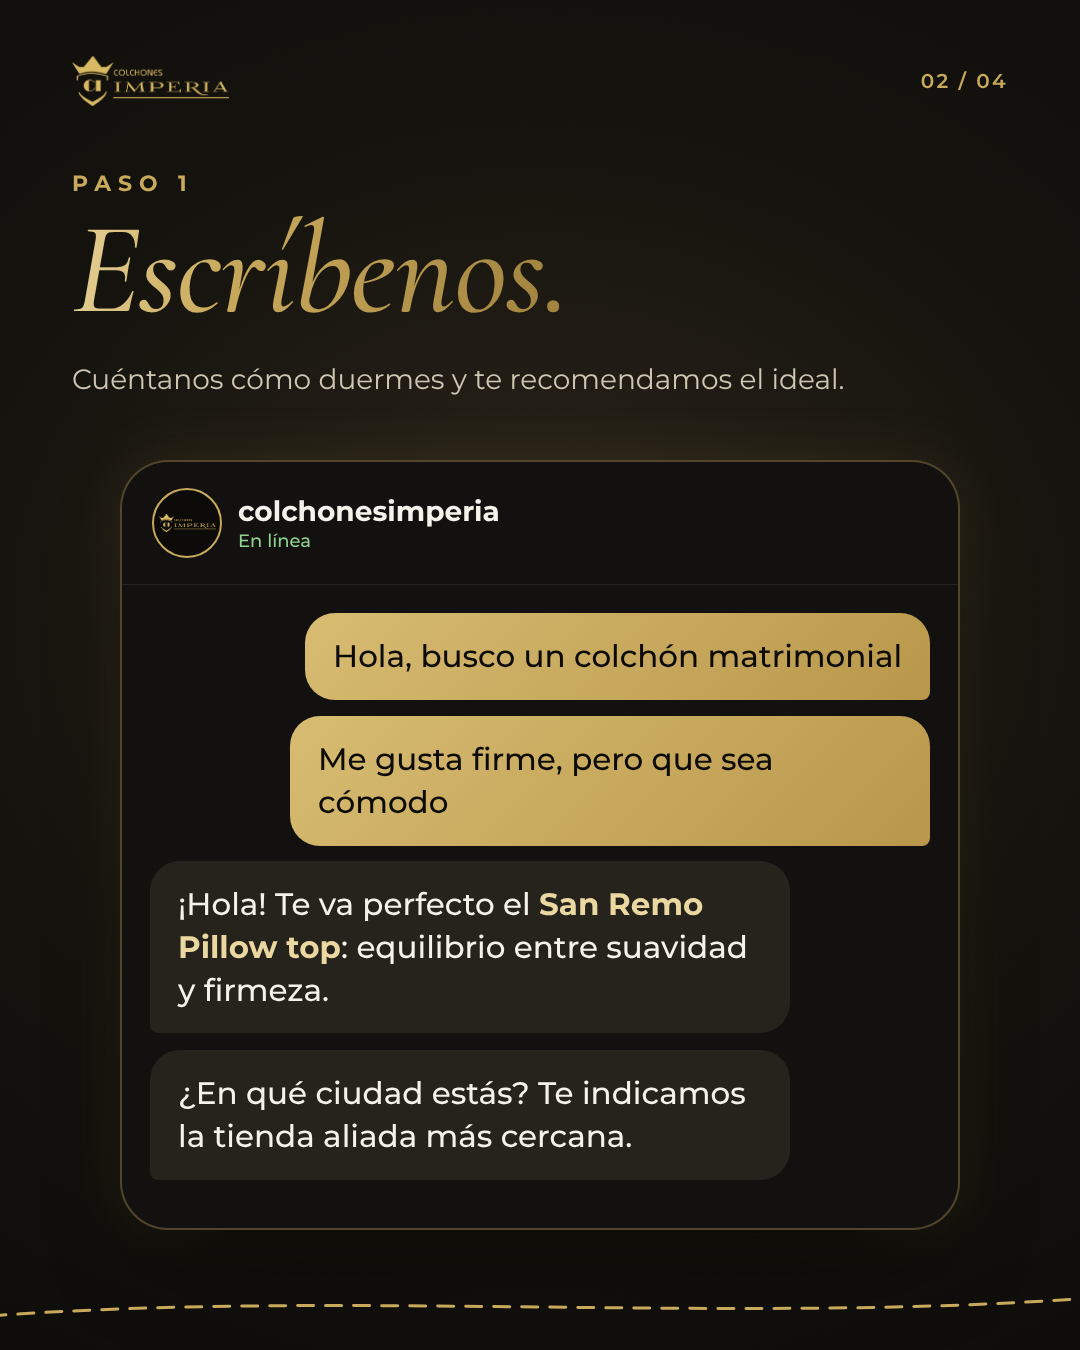 COLCHONES
a IMPERIA
02 / 04
PASO 1
Escríbenos.
Cuéntanos cómo duermes y te recomendamos el ideal.
COLCHONES
a IMPERIA
colchonesimperia
En línea
Hola, busco un colchón matrimonial
Me gusta firme, pero que sea
cómodo
¡Hola! Te va perfecto el San Remo
Pillow top: equilibrio entre suavidad
y firmeza.
¿En qué ciudad estás? Te indicamos
la tienda aliada más cercana.